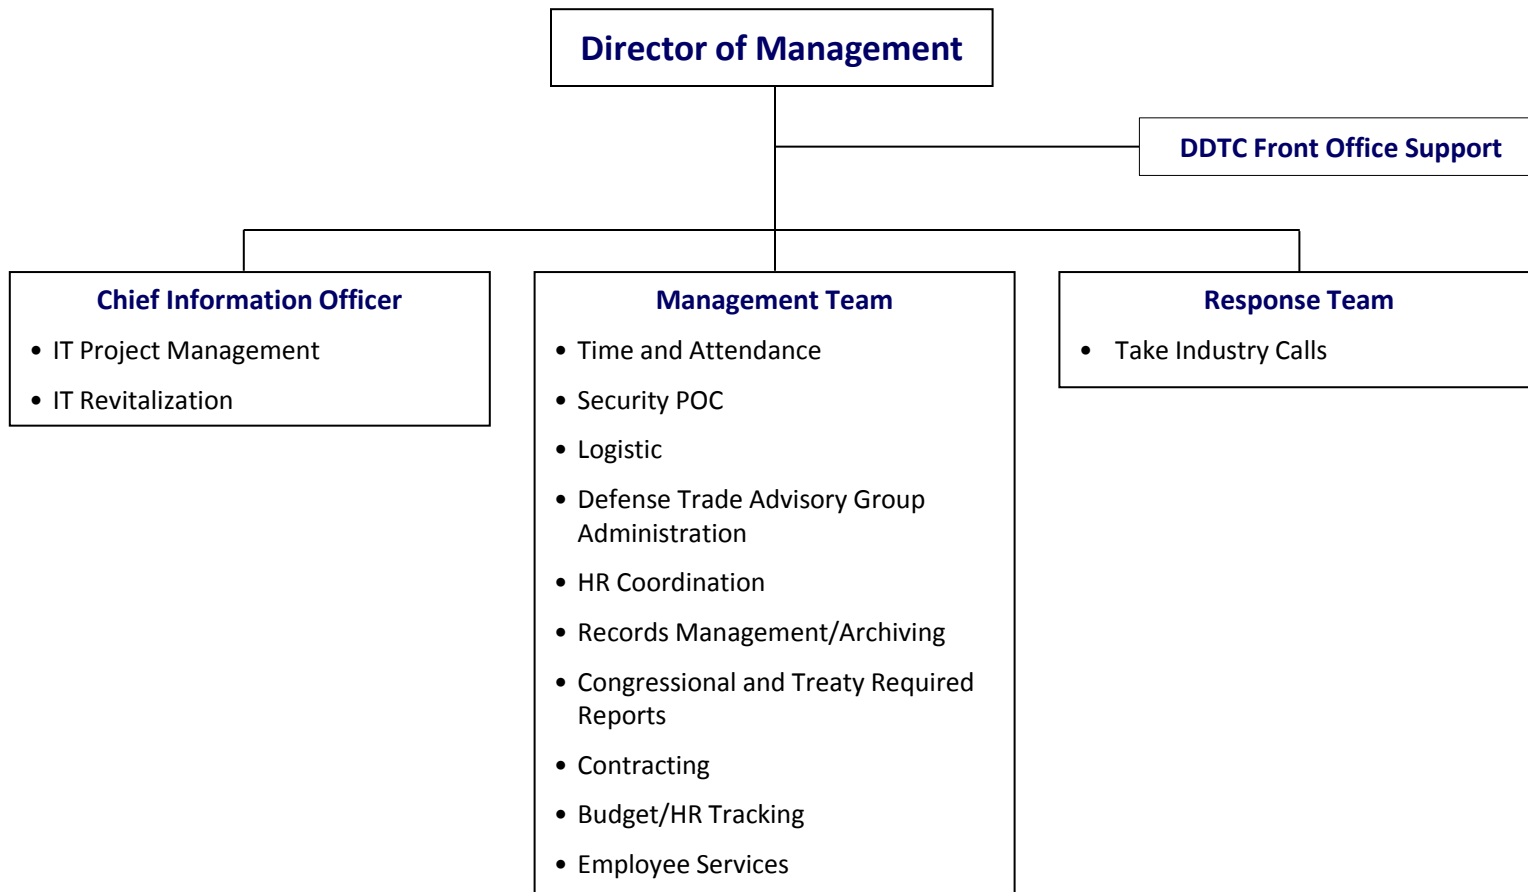 Director of Management
DDTC Front Office Support
Chief Information Officer
• IT Project Management
• IT Revitalization
Management Team
• Time and Attendance
• Security POC
• Logistic
• Defense Trade Advisory Group
Administration
• HR Coordination
• Records Management/Archiving
• Congressional and Treaty Required
Reports
• Contracting
• Budget/HR Tracking
• Employee Services
Response Team
• Take Industry Calls